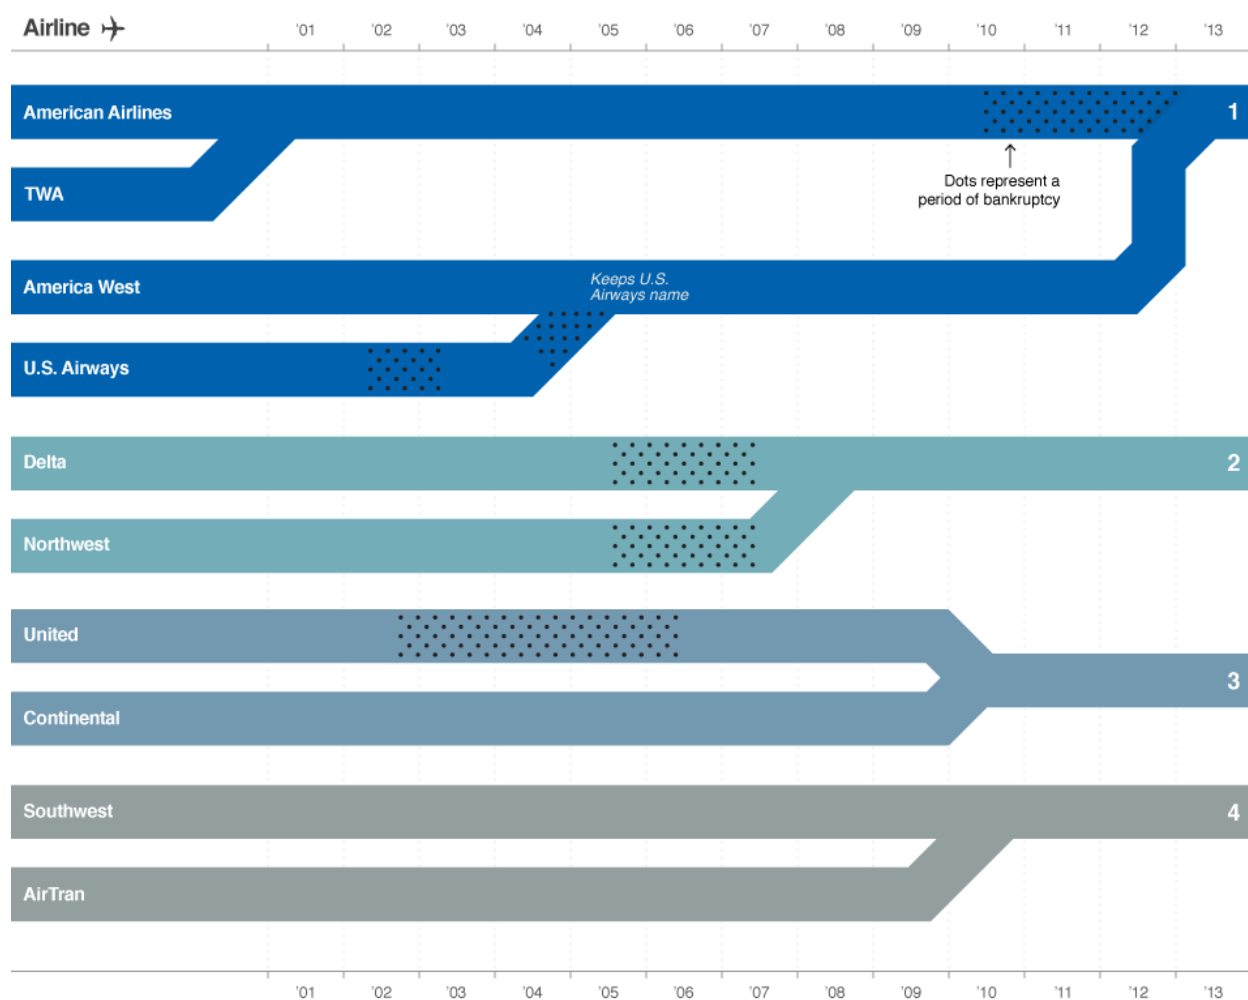 Airline
'01 '02 '03 '04 '05 '06 '07 '08 '09 '10 '11 '12 '13
American Airlines
1
Dots represent a
period of bankruptcy
TWA
America West
Keeps U.S.
Airways name
U.S. Airways
Delta
2
Northwest
United
3
Continental
Southwest
4
AirTran
'01 '02 '03 '04 '05 '06 '07 '08 '09 '10 '11 '12 '13